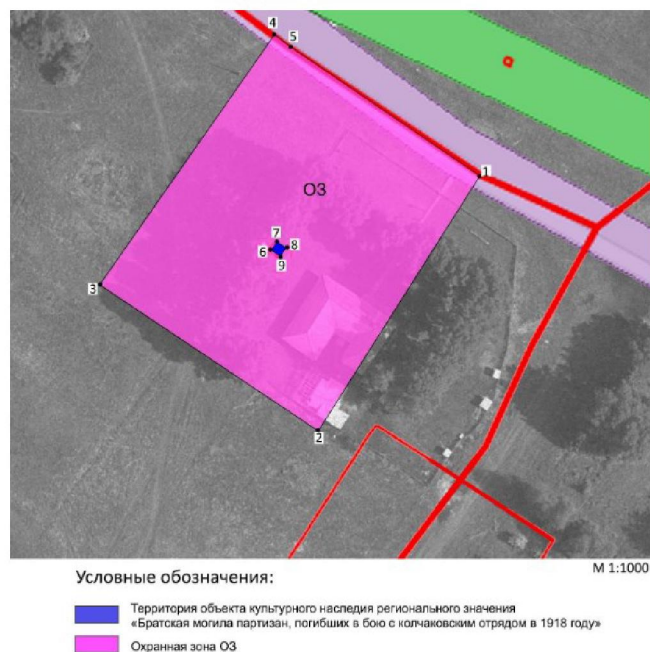 4
5
1
ОЗ
7
8
6
9
3
2
М 1:1000
Условные обозначения:
Территория объекта культурного наследия регионального значения
«Братская могила партизан, погибших в бою с колчаковским отрядом в 1918 году»
Охранная зона ОЗ